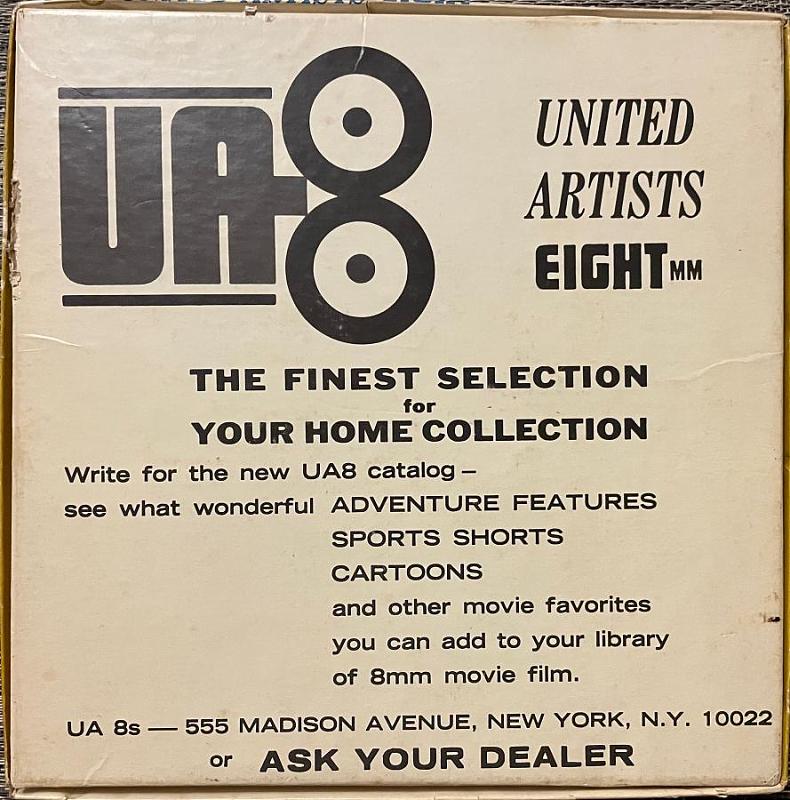 UA8
UNITED
ARTISTS
EIGHT MM
THE FINEST SELECTION
for
YOUR HOME COLLECTION
Write for the new UA8 catalog –
see what wonderful ADVENTURE FEATURES
SPORTS SHORTS
CARTOONS
and other movie favorites
you can add to your library
of 8mm movie film.
UA 8s — 555 MADISON AVENUE, NEW YORK, N.Y. 10022
or ASK YOUR DEALER